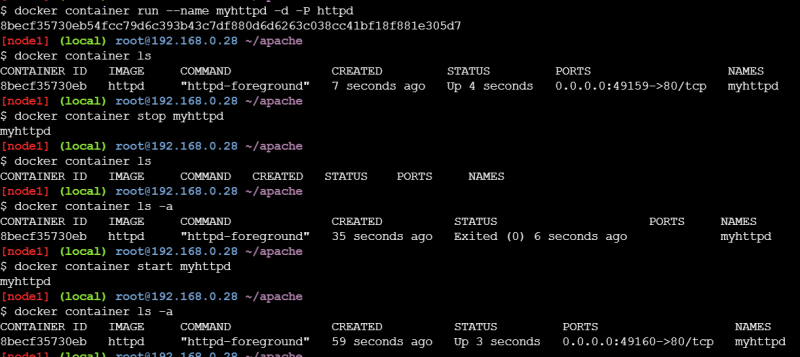 $ docker container run --name myhttpd -d -P httpd
8becf35730eb54fcc79d6c393b43c7df880d6d6263c038cc41bf18f881e305d7
[node1] (local) root@192.168.0.28 ~/apache
$ docker container ls
CONTAINER ID   IMAGE     COMMAND              CREATED         STATUS         PORTS                   NAMES
8becf35730eb   httpd     "httpd-foreground"   7 seconds ago   Up 4 seconds   0.0.0.0:49159->80/tcp   myhttpd
[node1] (local) root@192.168.0.28 ~/apache
$ docker container stop myhttpd
myhttpd
[node1] (local) root@192.168.0.28 ~/apache
$ docker container ls
CONTAINER ID   IMAGE     COMMAND   CREATED   STATUS    PORTS     NAMES
[node1] (local) root@192.168.0.28 ~/apache
$ docker container ls -a
CONTAINER ID   IMAGE     COMMAND              CREATED          STATUS                     PORTS     NAMES
8becf35730eb   httpd     "httpd-foreground"   35 seconds ago   Exited (0) 6 seconds ago             myhttpd
[node1] (local) root@192.168.0.28 ~/apache
$ docker container start myhttpd
myhttpd
[node1] (local) root@192.168.0.28 ~/apache
$ docker container ls -a
CONTAINER ID   IMAGE     COMMAND              CREATED          STATUS         PORTS                   NAMES
8becf35730eb   httpd     "httpd-foreground"   59 seconds ago   Up 3 seconds   0.0.0.0:49160->80/tcp   myhttpd
[node1] (local) root@192.168.0.28 ~/apache